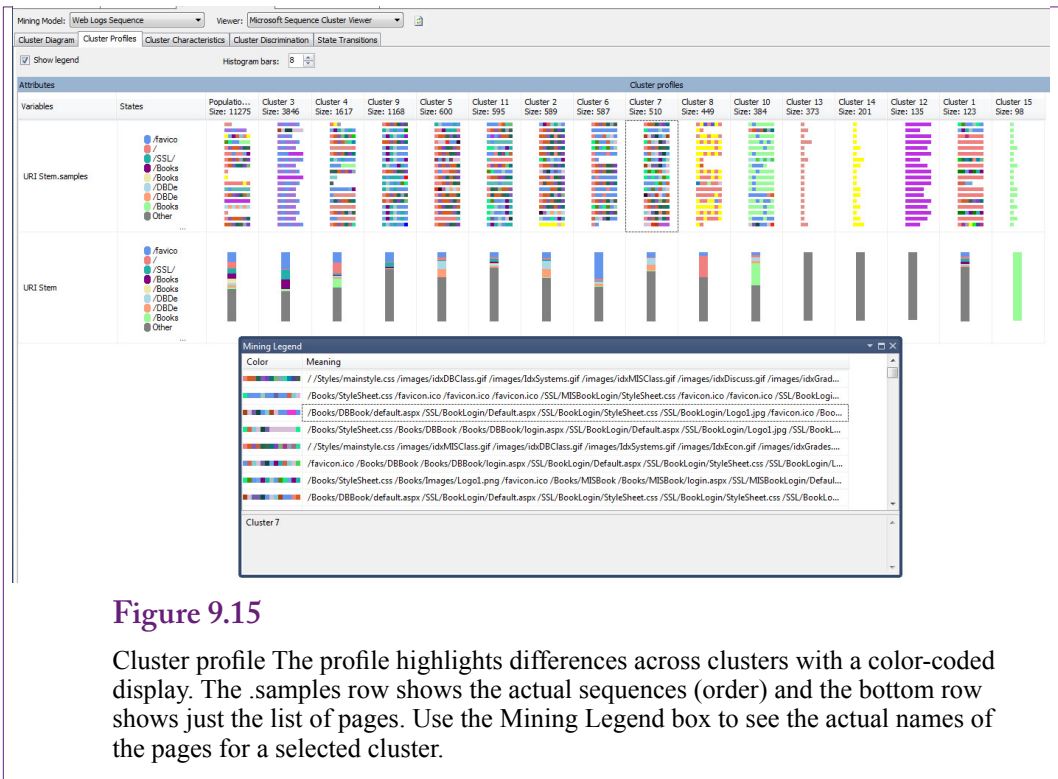 Mining Model: Web Logs Sequence Viewer: Microsoft Sequence Cluster Viewer
Cluster Diagram Cluster Profiles Cluster Characteristics Cluster Discrimination State Transitions
Show legend Histogram bars: 8
Attributes Cluster profiles
Variables States Populatio... Size: 11275 Cluster 3 Size: 3846 Cluster 4 Size: 1617 Cluster 9 Size: 1168 Cluster 5 Size: 600 Cluster 11 Size: 595 Cluster 2 Size: 589 Cluster 6 Size: 587 Cluster 7 Size: 510 Cluster 8 Size: 449 Cluster 10 Size: 384 Cluster 13 Size: 373 Cluster 14 Size: 201 Cluster 12 Size: 135 Cluster 1 Size: 123 Cluster 15 Size: 98
URI Stem.samples
/favico
/
/SSL/
/Books
/Books
/DBDe
/DBDe
/Books
Other
...
URI Stem
/favico
/
/SSL/
/Books
/Books
/DBDe
/DBDe
/Books
Other
...
Mining Legend
Color Meaning
/ /Styles/mainstyle.css /images/idxDBClass.gif /images/IdxSystems.gif /images/idxMISClass.gif /images/idxDiscuss.gif /images/idxGrad...
/Books/StyleSheet.css /favicon.ico /favicon.ico /favicon.ico /SSL/MISBookLogin/StyleSheet.css /favicon.ico /favicon.ico /SSL/BookLogi...
/Books/DBBook/default.aspx /SSL/BookLogin/Default.aspx /SSL/BookLogin/StyleSheet.css /SSL/BookLogin/Logo1.jpg /favicon.ico /Boo...
/Books/StyleSheet.css /Books/DBBook /Books/DBBook/login.aspx /SSL/BookLogin/Default.aspx /SSL/BookLogin/Logo1.jpg /SSL/BookL...
/ /Styles/mainstyle.css /images/idxMISClass.gif /images/idxDBClass.gif /images/IdxSystems.gif /images/IdxEcon.gif /images/idxGrades....
/favicon.ico /Books/DBBook /Books/DBBook/login.aspx /SSL/BookLogin/Default.aspx /SSL/BookLogin/StyleSheet.css /SSL/BookLogin/L...
/Books/StyleSheet.css /Books/Images/Logo1.png /favicon.ico /Books/MISBook /Books/MISBook/login.aspx /SSL/MISBookLogin/Defaul...
/Books/DBBook/default.aspx /SSL/BookLogin/Default.aspx /SSL/BookLogin/StyleSheet.css /SSL/BookLogin/StyleSheet.css /SSL/BookLo...
Cluster 7
Figure 9.15
Cluster profile The profile highlights differences across clusters with a color-coded
display. The .samples row shows the actual sequences (order) and the bottom row
shows just the list of pages. Use the Mining Legend box to see the actual names of
the pages for a selected cluster.